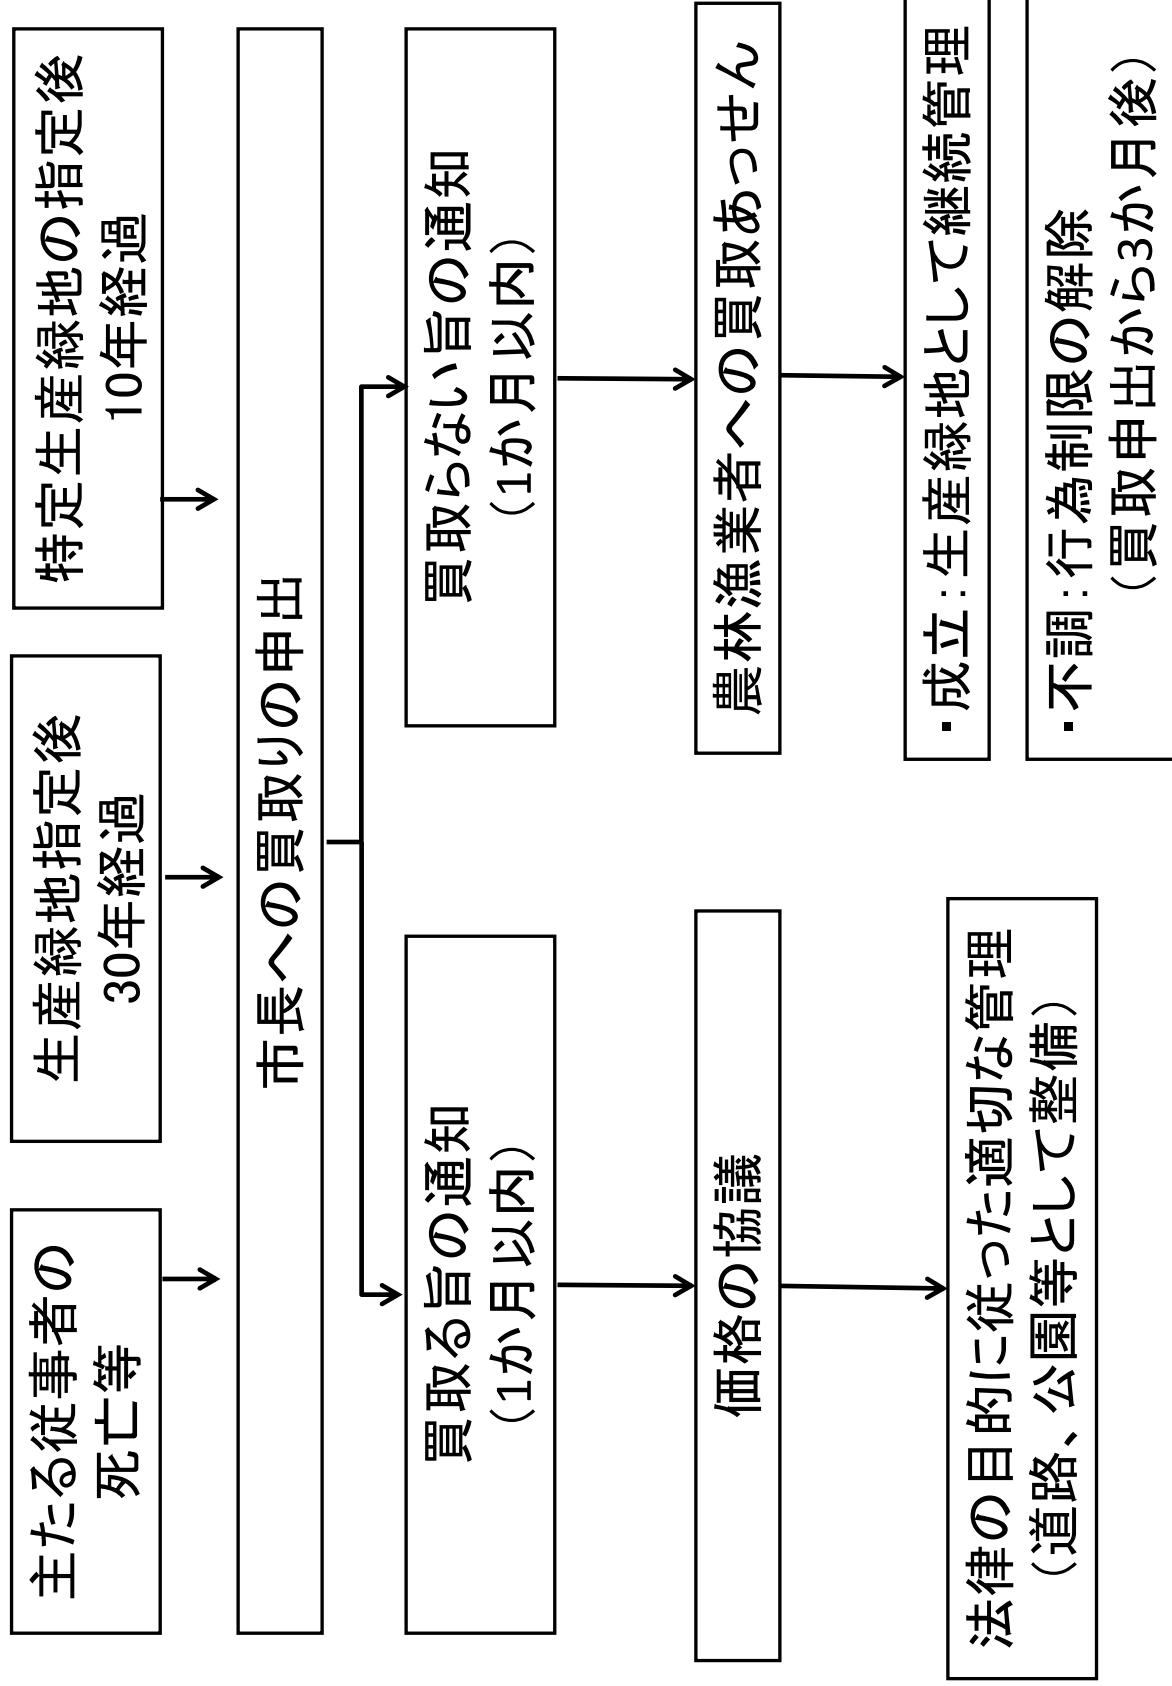 主たる従事者の
死亡等
生産緑地指定後
30年経過
特定生産緑地の指定後
10年経過
市長への買取りの申出
買取る旨の通知
（1か月以内）
買取らない旨の通知
（1か月以内）
価格の協議
農林漁業者への買取あっせん
法律の目的に従った適切な管理
（道路、公園等として整備）
・成立：生産緑地として継続管理
・不調：行為制限の解除
（買取申出から3か月後）